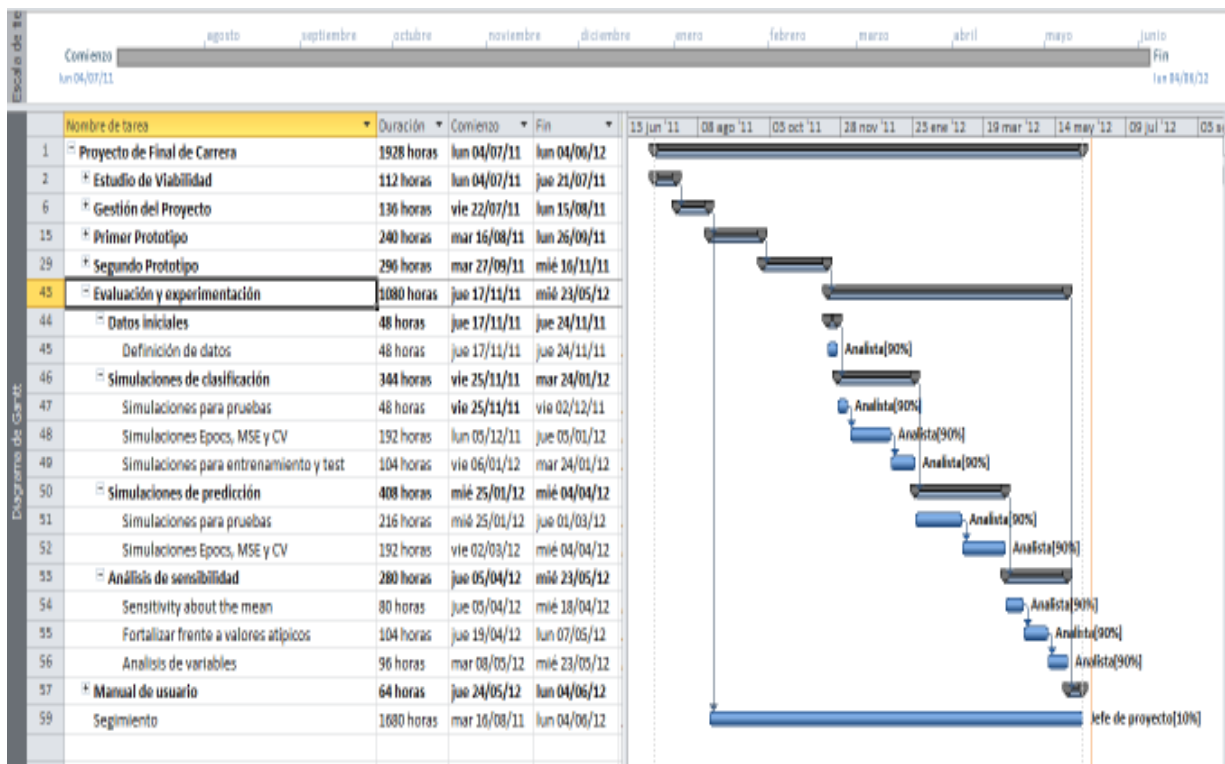 Escala de tie
agosto septiembre octubre noviembre diciembre enero febrero marzo abril mayo junio
Comienzo Fin
lun 04/07/11 lun 04/06/12
Nombre de tarea Duración Comienzo Fin 15 jun '11 08 ago '11 05 oct '11 28 nov '11 23 ene '12 19 mar '12 14 may '12 09 jul '12
Diagrama de Gantt
1 Proyecto de Final de Carrera 1928 horas lun 04/07/11 lun 04/06/12
2 Estudio de Viabilidad 112 horas lun 04/07/11 jue 21/07/11
6 Gestión del Proyecto 136 horas vie 22/07/11 lun 15/08/11
15 Primer Prototipo 240 horas mar 16/08/11 lun 26/09/11
29 Segundo Prototipo 296 horas mar 27/09/11 mié 16/11/11
43 Evaluación y experimentación 1080 horas jue 17/11/11 mié 23/05/12
44 Datos iniciales 48 horas jue 17/11/11 jue 24/11/11
45 Definición de datos 48 horas jue 17/11/11 jue 24/11/11 Analista[90%]
46 Simulaciones de clasificación 344 horas vie 25/11/11 mar 24/01/12
47 Simulaciones para pruebas 48 horas vie 25/11/11 vie 02/12/11 Analista[90%]
48 Simulaciones Epocs, MSE y CV 192 horas lun 05/12/11 jue 05/01/12 Analista[90%]
49 Simulaciones para entrenamiento y test 104 horas vie 06/01/12 mar 24/01/12 Analista[90%]
50 Simulaciones de predicción 408 horas mié 25/01/12 mié 04/04/12
51 Simulaciones para pruebas 216 horas mié 25/01/12 jue 01/03/12 Analista[90%]
52 Simulaciones Epocs, MSE y CV 192 horas vie 02/03/12 mié 04/04/12 Analista[90%]
53 Análisis de sensibilidad 280 horas jue 05/04/12 mié 23/05/12
54 Sensitivity about the mean 80 horas jue 05/04/12 mié 18/04/12 Analista[90%]
55 Fortalizar frente a valores atípicos 104 horas jue 19/04/12 lun 07/05/12 Analista[90%]
56 Analisis de variables 96 horas mar 08/05/12 mié 23/05/12 Analista[90%]
57 Manual de usuario 64 horas jue 24/05/12 lun 04/06/12
59 Segimiento 1680 horas mar 16/08/11 lun 04/06/12 Jefe de proyecto[10%]